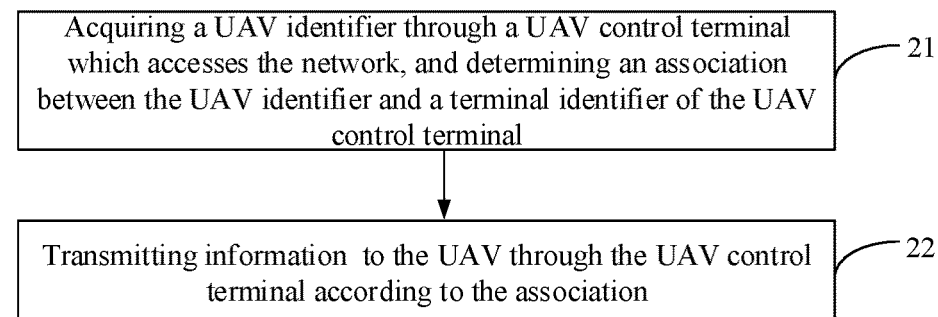 Acquiring a UAV identifier through a UAV control terminal
which accesses the network, and determining an association
between the UAV identifier and a terminal identifier of the UAV
control terminal
21
Transmitting information to the UAV through the UAV control
terminal according to the association
22